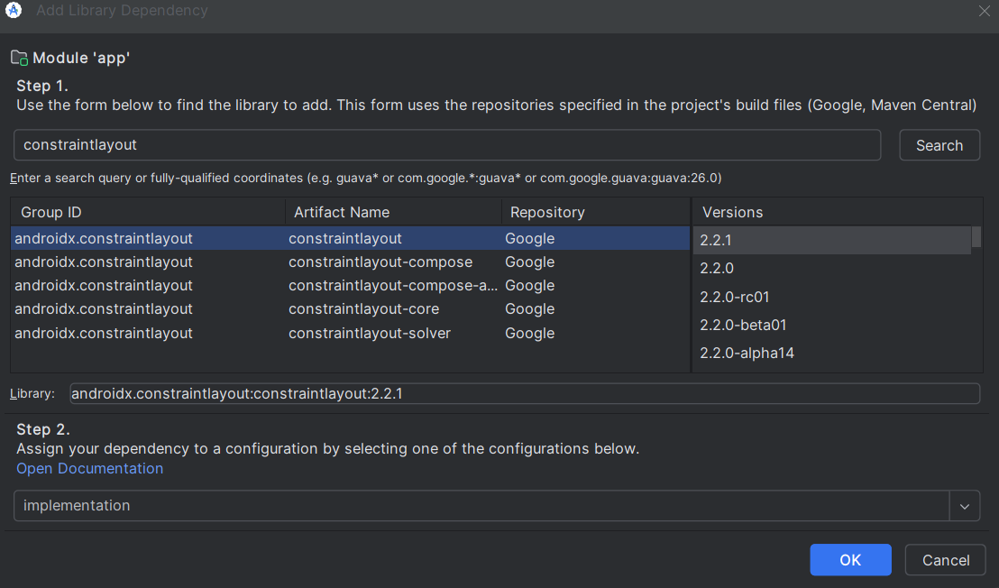 Add Library Dependency
Module 'app'
Step 1.
Use the form below to find the library to add. This form uses the repositories specified in the project's build files (Google, Maven Central)
constraintlayout
Search
Enter a search query or fully-qualified coordinates (e.g. guava* or com.google.*:guava* or com.google.guava:guava:26.0)
Group ID Artifact Name Repository Versions
androidx.constraintlayout constraintlayout Google 2.2.1
androidx.constraintlayout constraintlayout-compose Google 2.2.0
androidx.constraintlayout constraintlayout-compose-a... Google 2.2.0-rc01
androidx.constraintlayout constraintlayout-core Google 2.2.0-beta01
androidx.constraintlayout constraintlayout-solver Google 2.2.0-alpha14
Library: androidx.constraintlayout:constraintlayout:2.2.1
Step 2.
Assign your dependency to a configuration by selecting one of the configurations below.
Open Documentation
implementation
OK Cancel